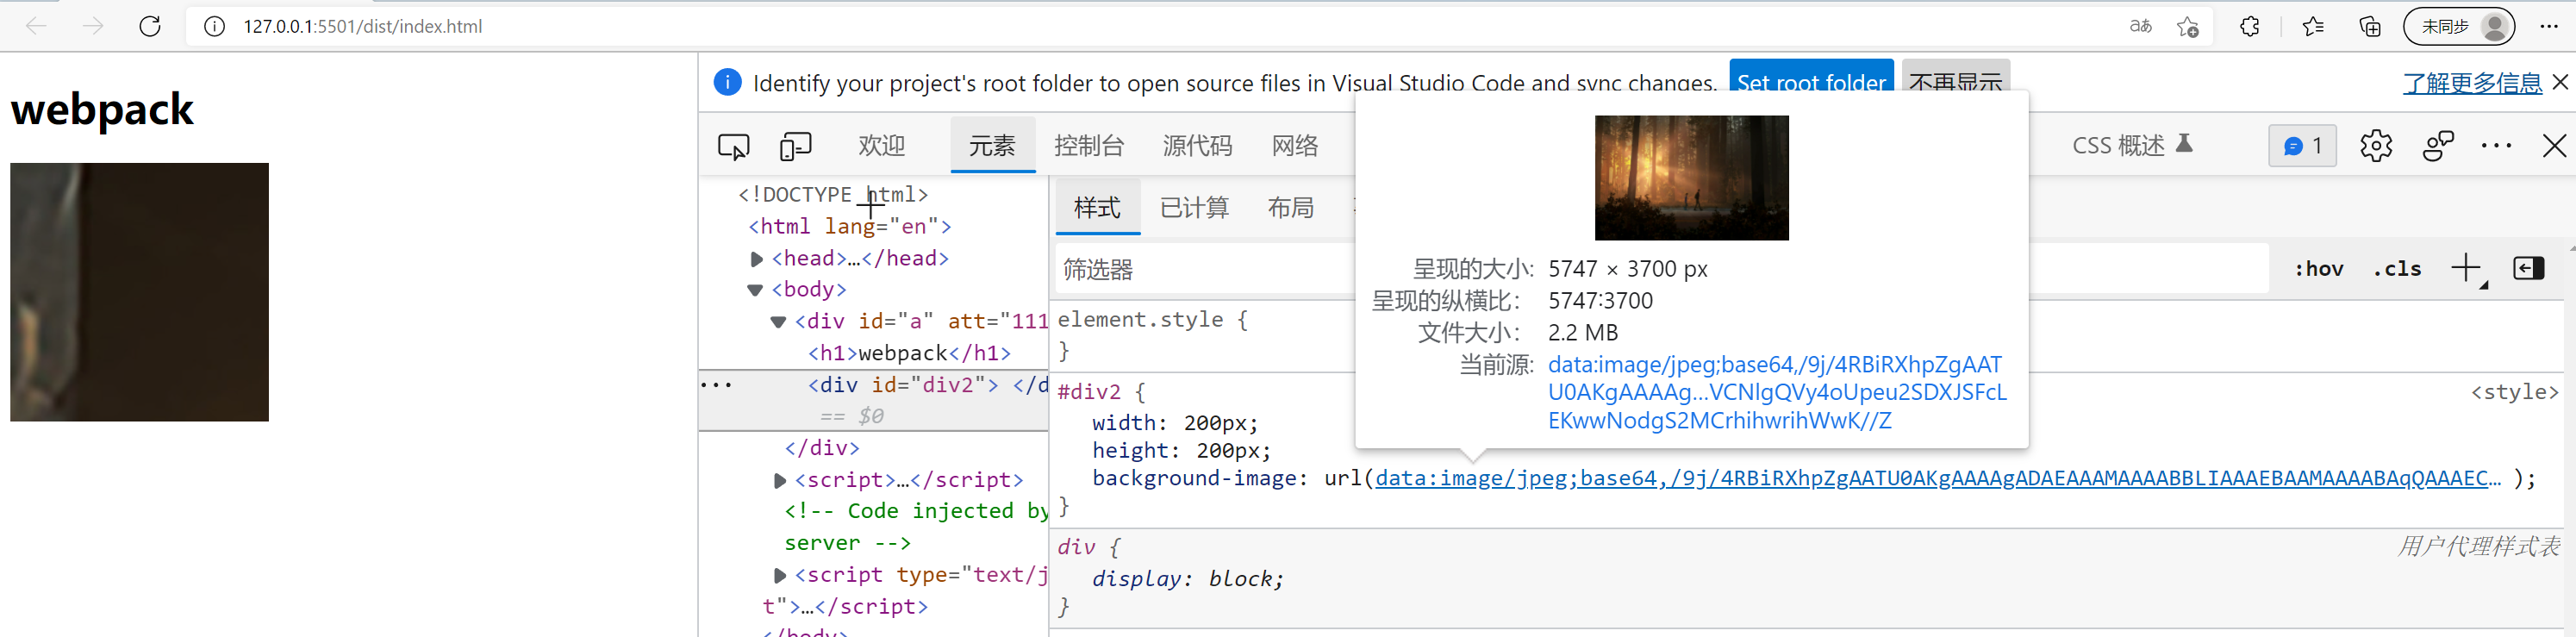 127.0.0.1:5501/dist/index.html
aあ
未同步
webpack
Identify your project's root folder to open source files in Visual Studio Code and sync changes.
Set root folder
不再显示
了解更多信息
欢迎
元素
控制台
源代码
网络
CSS 概述
1
<!DOCTYPE html>
<html lang="en">
<head>…</head>
<body>
<div id="a" att="111
<h1>webpack</h1>
<div id="div2"> </d
== $0
</div>
<script>…</script>
<!-- Code injected by
server -->
<script type="text/j
t">…</script>
</body>
样式
已计算
布局
筛选器
:hov
.cls
element.style {
}
#div2 {
<style>
width: 200px;
height: 200px;
background-image: url(data:image/jpeg;base64,/9j/4RBiRXhpZgAATU0AKgAAAAgADAEAAAMAAAABBLIAAAEBAAMAAAABAqQAAAEC… );
}
div {
用户代理样式表
display: block;
}
呈现的大小: 5747 × 3700 px
呈现的纵横比: 5747:3700
文件大小: 2.2 MB
当前源: data:image/jpeg;base64,/9j/4RBiRXhpZgAAT
U0AKgAAAAg…VCNlgQVy4oUpeu2SDXJSFcL
EKwwNodgS2MCrhihwrihWwK//Z